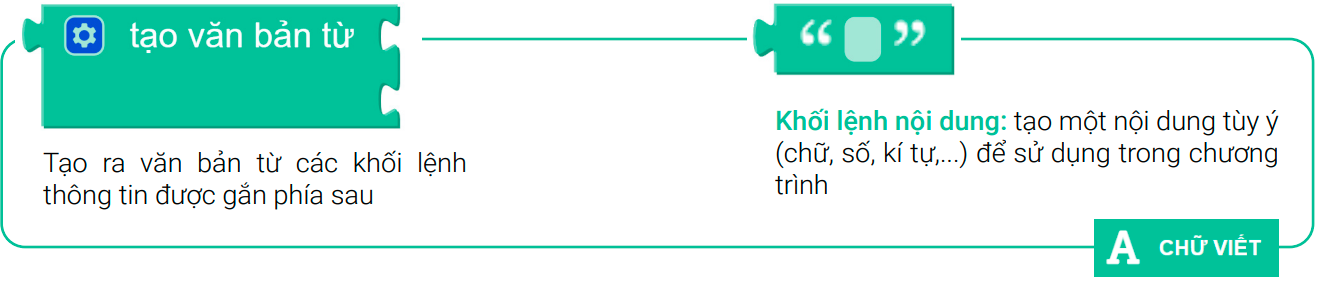 tạo văn bản từ
Tạo ra văn bản từ các khối lệnh
thông tin được gắn phía sau
“ ”
Khối lệnh nội dung: tạo một nội dung tùy ý
(chữ, số, kí tự,...) để sử dụng trong chương
trình
A CHỮ VIẾT